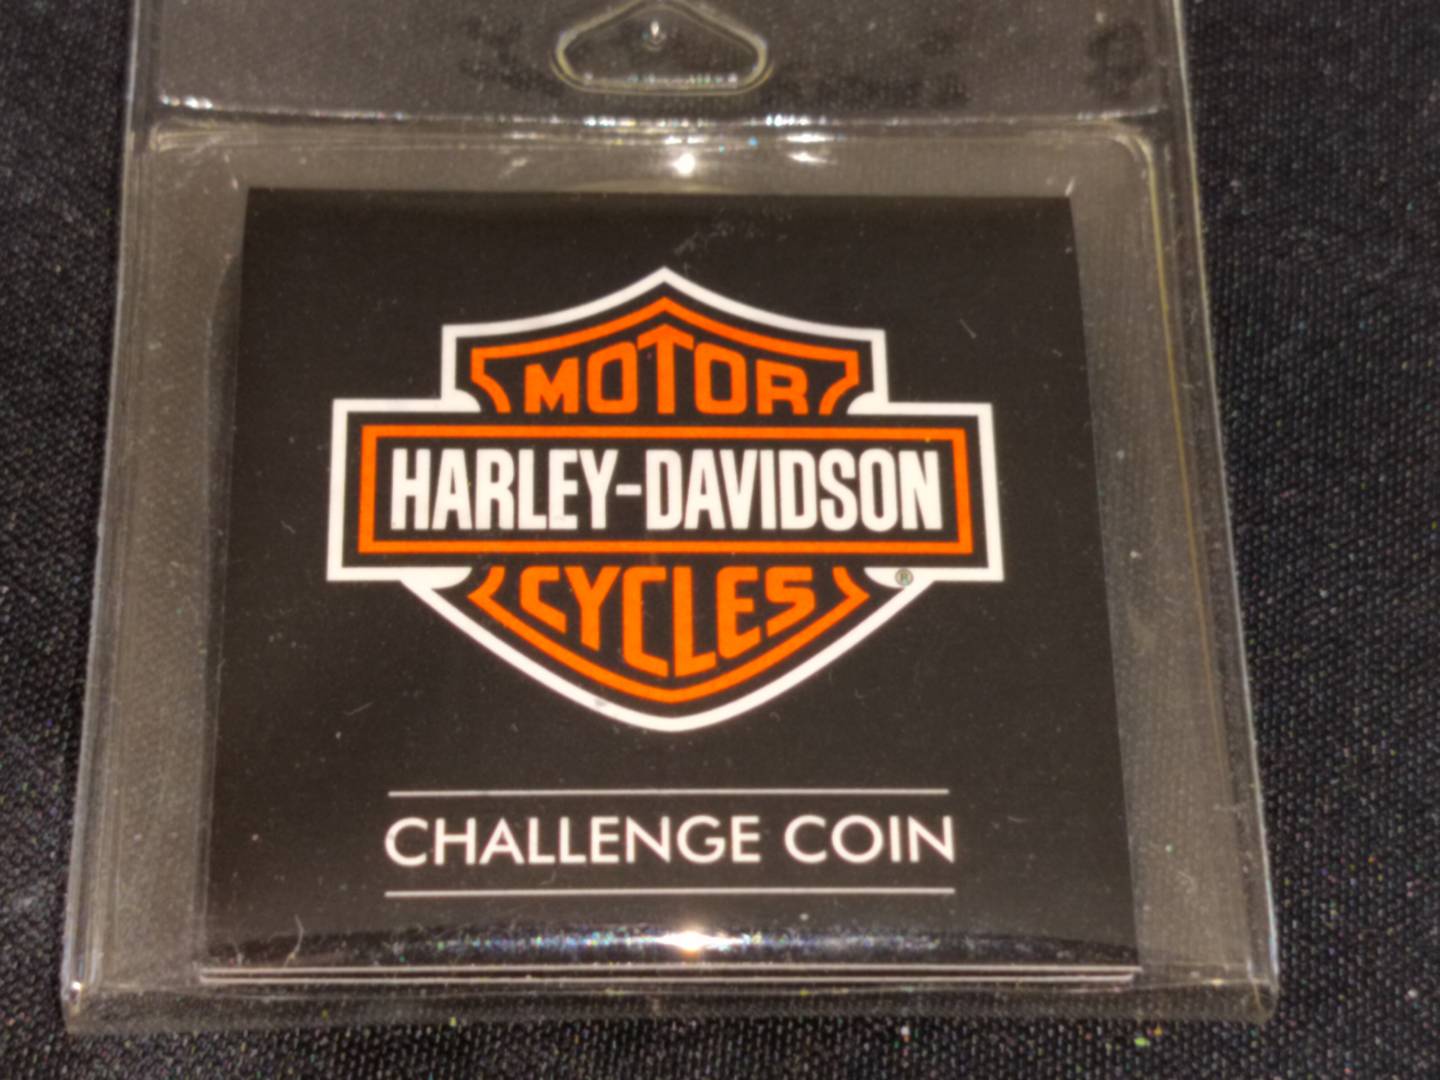 MOTOR
HARLEY-DAVIDSON
CYCLES
®
CHALLENGE COIN